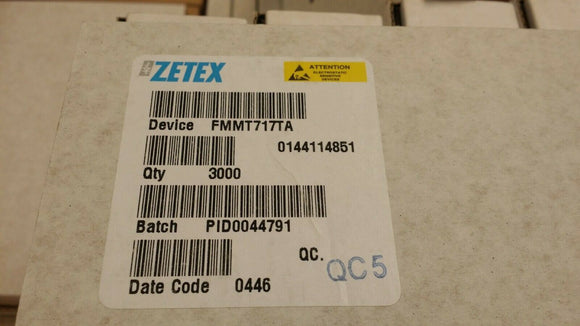 ZETEX
ATTENTION
ELECTROSTATIC
SENSITIVE
DEVICES
Device FMMT717TA
0144114851
Qty 3000
Batch PID0044791
QC. QC5
Date Code 0446